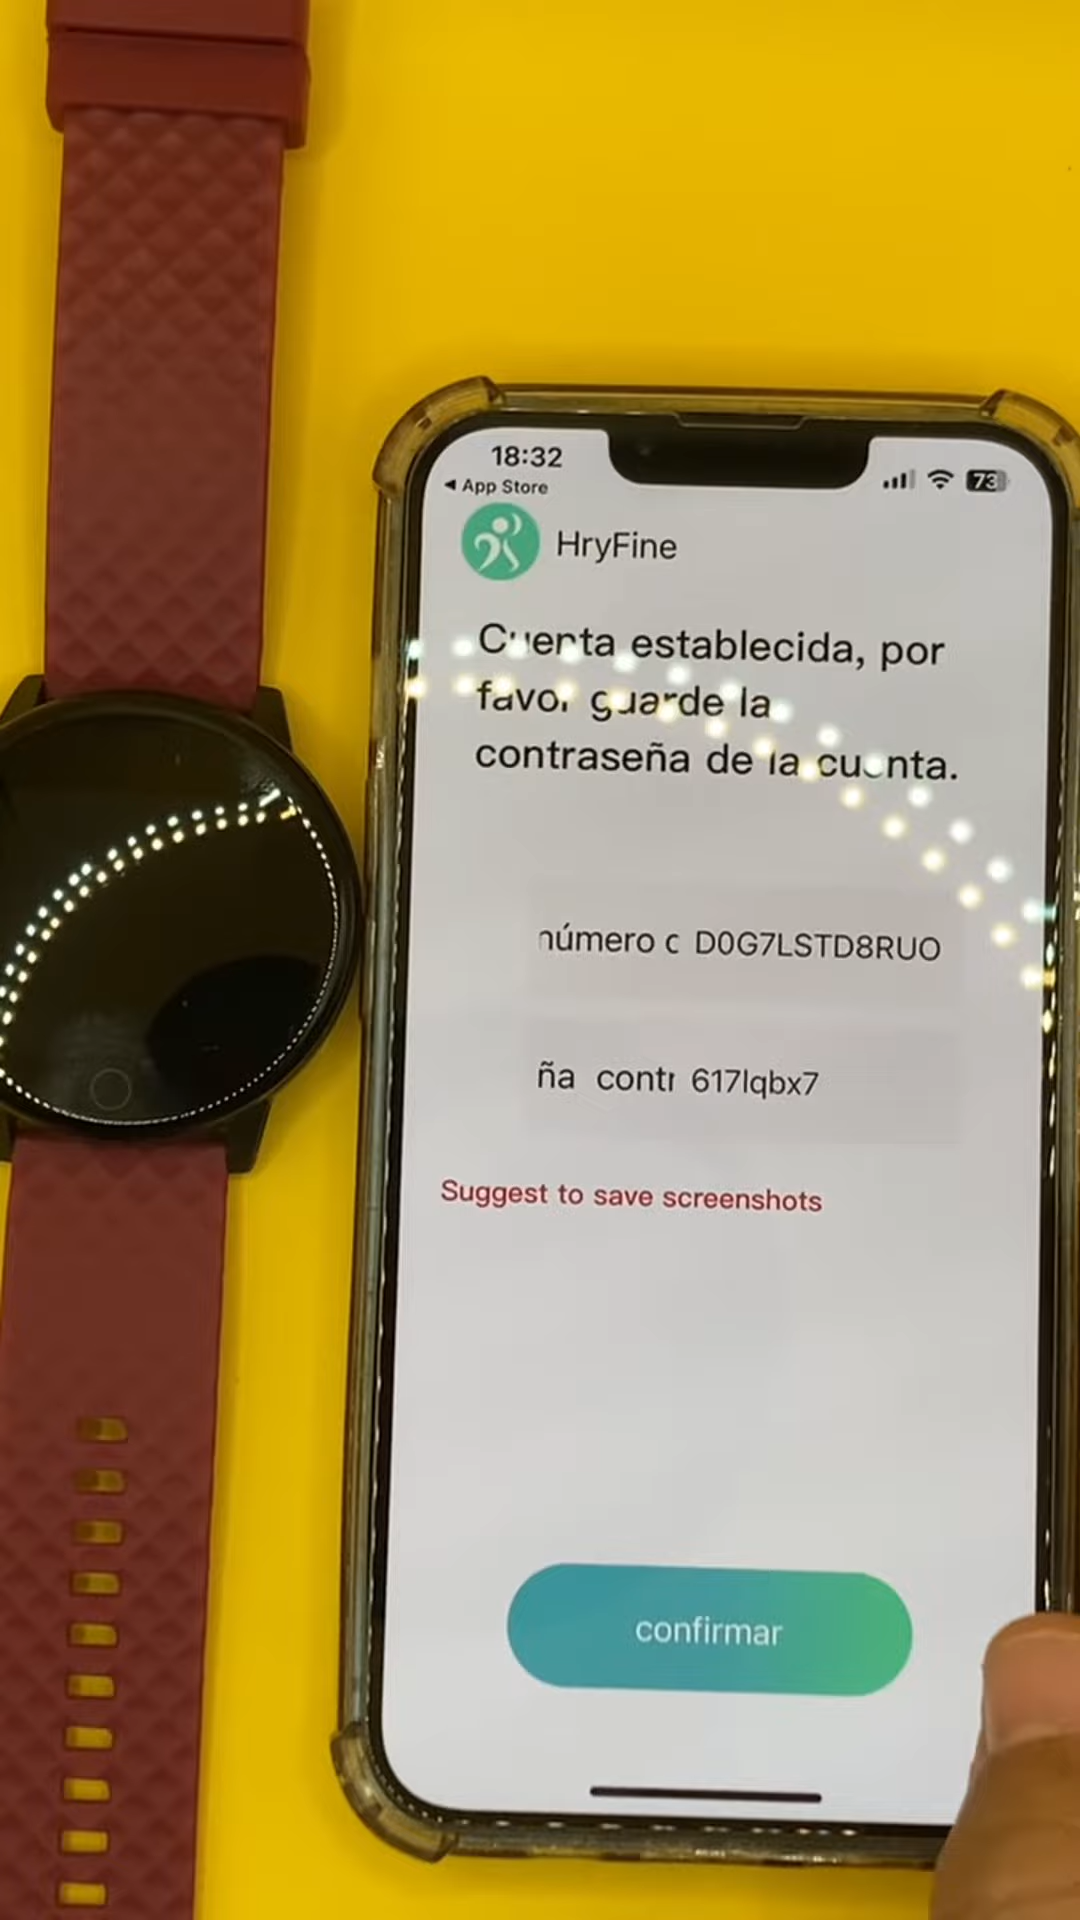 18:32
◄ App Store
73
HryFine
Cuenta establecida, por
favor guarde la
contraseña de la cuenta.
número c D0G7LSTD8RUO
ña contr 617lqbx7
Suggest to save screenshots
confirmar